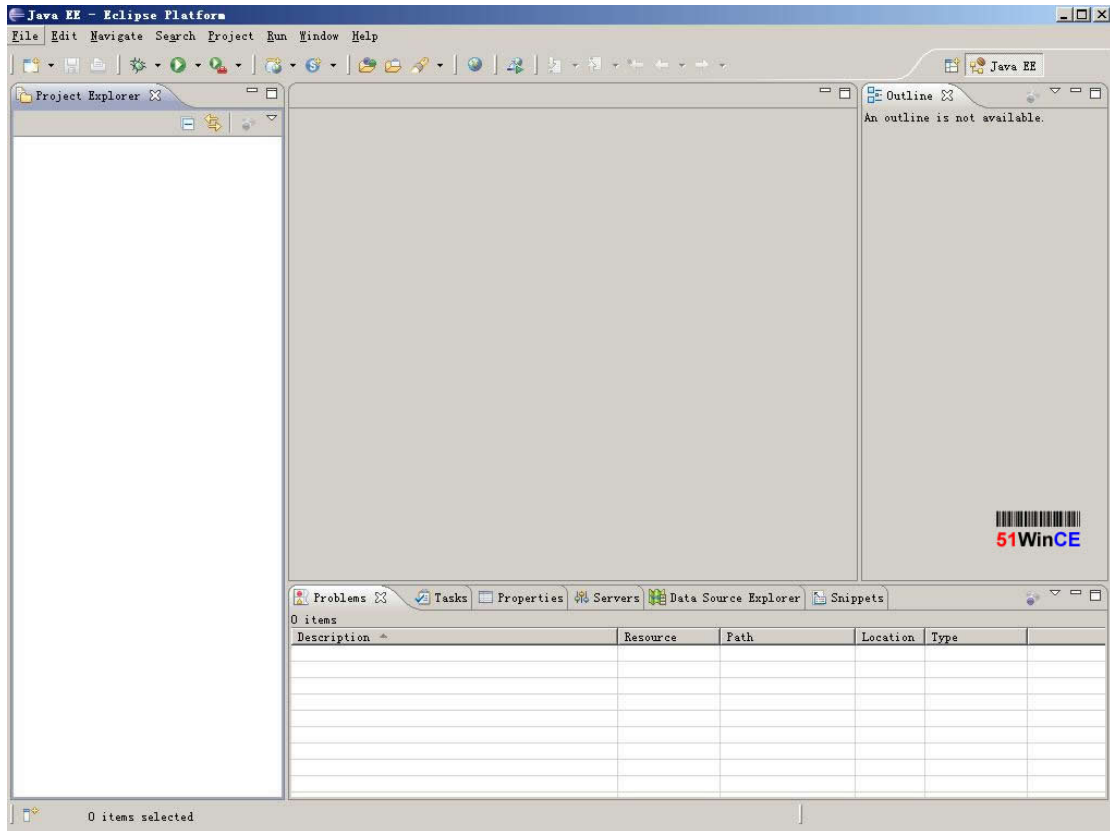 Java EE - Eclipse Platform
File Edit Navigate Search Project Run Window Help
Java EE
Project Explorer
Outline
An outline is not available.
51WinCE
Problems Tasks Properties Servers Data Source Explorer Snippets
0 items
Description Resource Path Location Type
0 items selected